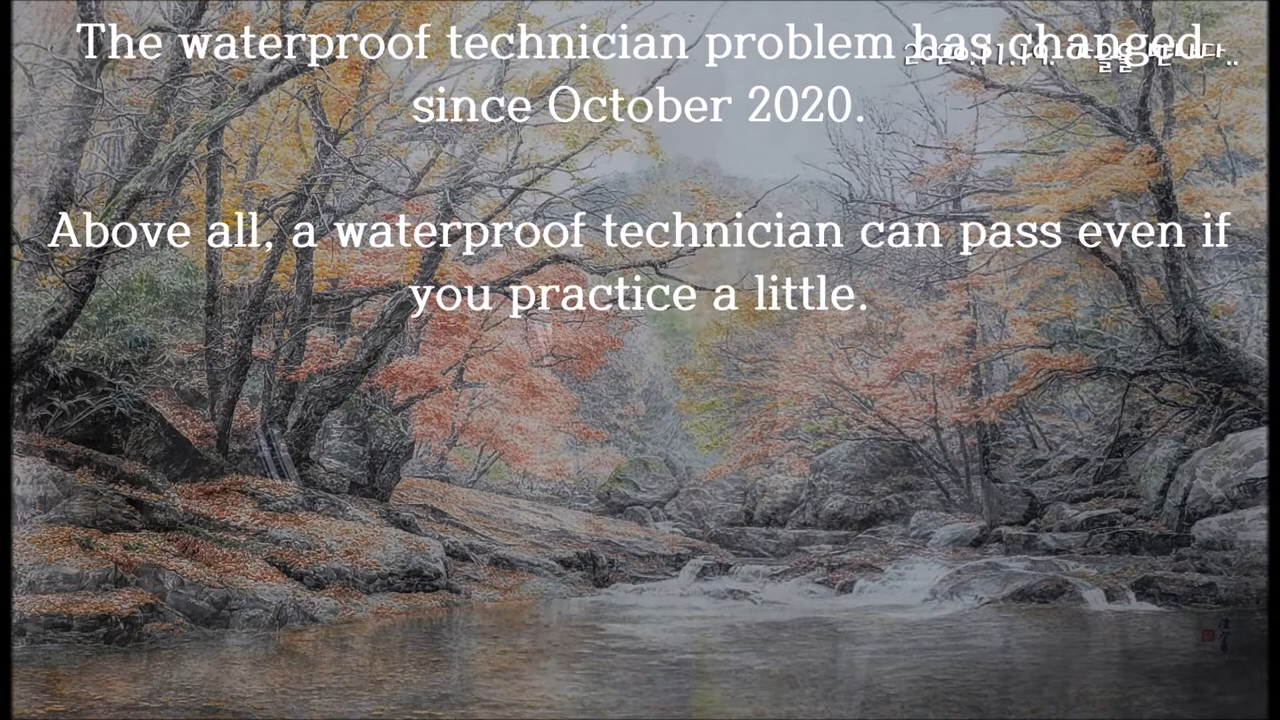 The waterproof technician problem has changed
since October 2020.
Above all, a waterproof technician can pass even if
you practice a little.